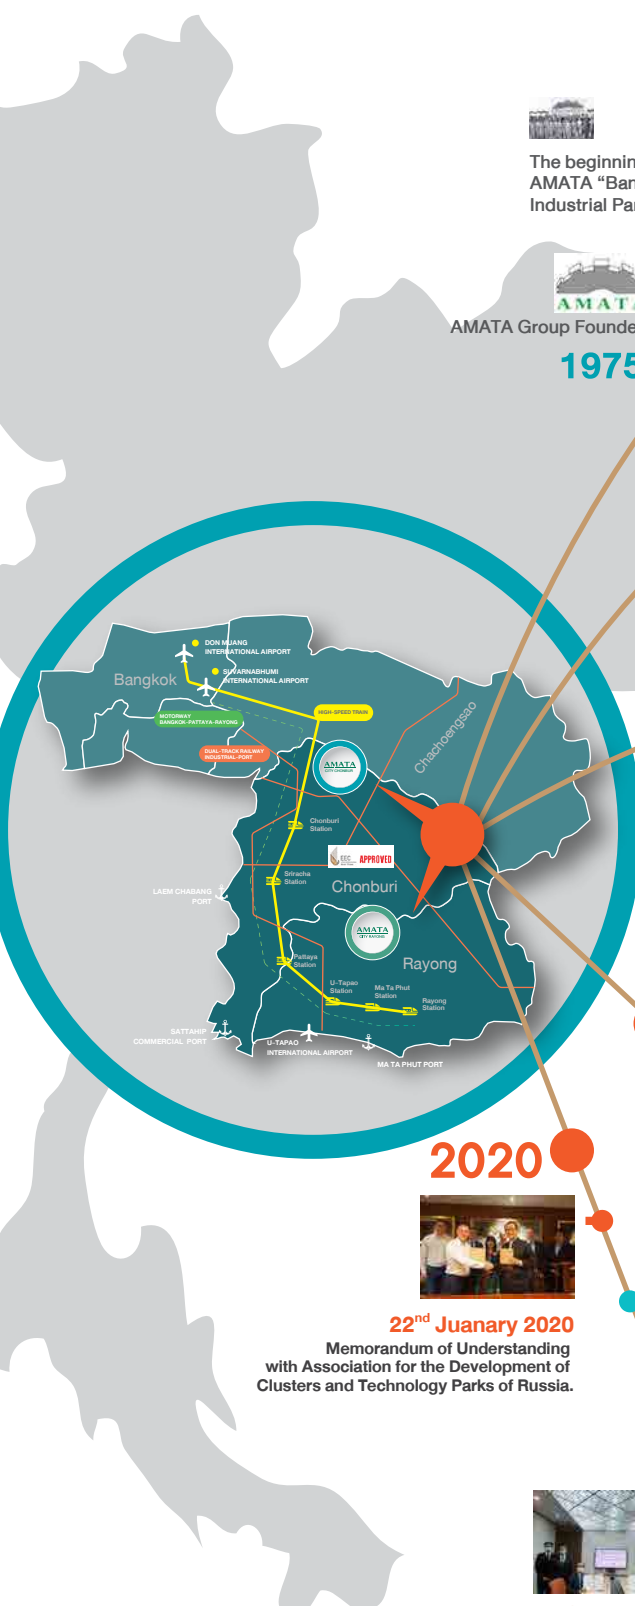 The beginnin
AMATA “Ban
Industrial Par
AMATA
AMATA Group Founde
1975
DON MUANG
INTERNATIONAL AIRPORT
SUVARNABHUMI
INTERNATIONAL AIRPORT
Bangkok
MOTORWAY
BANGKOK-PATTAYA-RAYONG
HIGH-SPEED TRAIN
DUAL-TRACK RAILWAY
INDUSTRIAL-PORT
Chachoengsao
AMATA
CITY CHONBURI
Chonburi
Station
EEC
APPROVED
Sriracha
Station
Chonburi
LAEM CHABANG
PORT
AMATA
CITY RAYONG
Pattaya
Station
Rayong
U-Tapao
Station
Ma Ta Phut
Station
Rayong
Station
SATTAHIP
COMMERCIAL PORT
U-TAPAO
INTERNATIONAL AIRPORT
MA TA PHUT PORT
2020
22nd Juanary 2020
Memorandum of Understanding
with Association for the Development of
Clusters and Technology Parks of Russia.